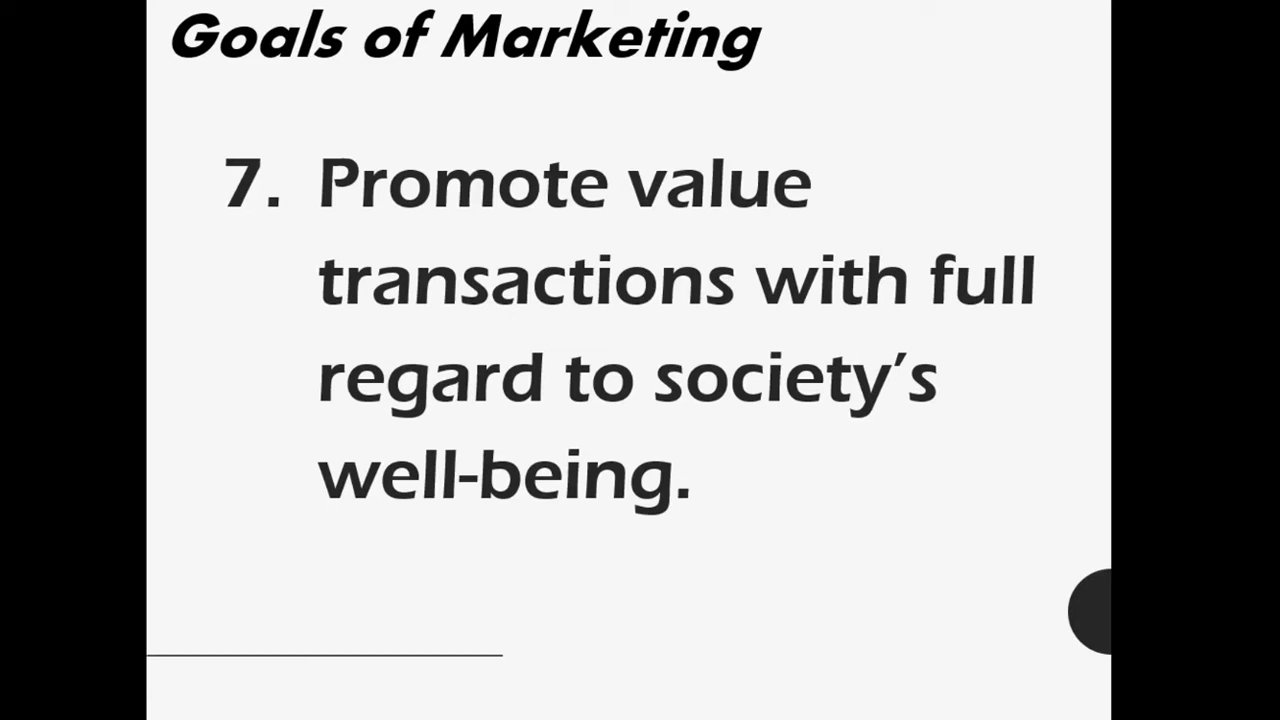 Goals of Marketing
7. Promote value
transactions with full
regard to society’s
well-being.